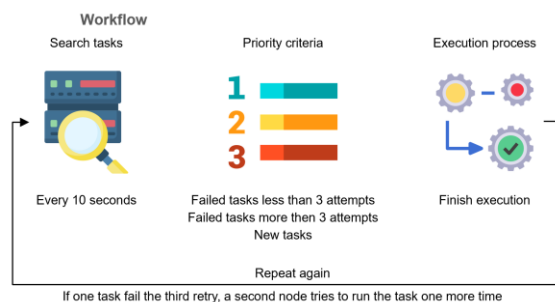 Workflow
Search tasks
Priority criteria
Execution process
1
2
3
Every 10 seconds
Failed tasks less than 3 attempts
Failed tasks more then 3 attempts
New tasks
Finish execution
Repeat again
If one task fail the third retry, a second node tries to run the task one more time